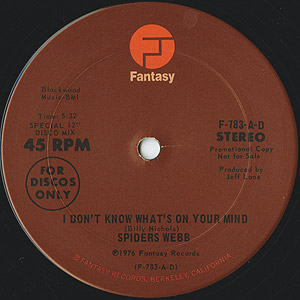 Fantasy
Blackwood
Music-BMI
Time: 5:32
SPECIAL 12"
DISCO MIX
45 RPM
FOR
DISCOS
ONLY
F-783-A-D
STEREO
Promotional Copy
Not for Sale
Produced by
Jeff Lane
I DON'T KNOW WHAT'S ON YOUR MIND
(Billy Nichols)
SPIDERS WEBB
©1976 Fantasy Records
(F-783-A-D)
© FANTASY RECORDS, BERKELEY, CALIFORNIA